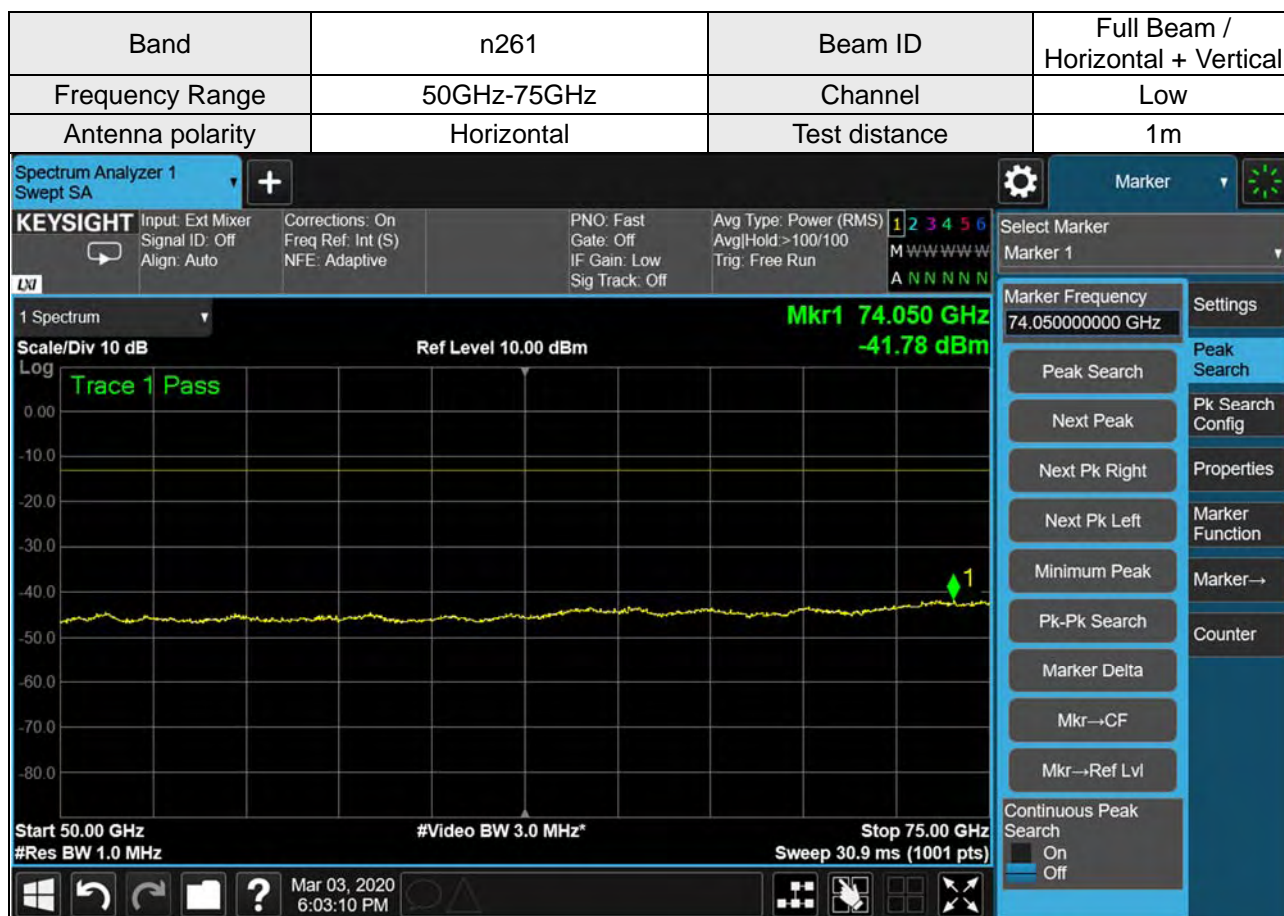 Band n261 Beam ID Full Beam /
Horizontal + Vertical
Frequency Range 50GHz-75GHz Channel Low
Antenna polarity Horizontal Test distance 1m
Spectrum Analyzer 1
Swept SA
+
Marker
KEYSIGHT
LXI
Input: Ext Mixer
Signal ID: Off
Align: Auto
Corrections: On
Freq Ref: Int (S)
NFE: Adaptive
PNO: Fast
Gate: Off
IF Gain: Low
Sig Track: Off
Avg Type: Power (RMS)
Avg|Hold:>100/100
Trig: Free Run
1 2 3 4 5 6
M W W W W W
A N N N N N
1 Spectrum
Mkr1 74.050 GHz
-41.78 dBm
Scale/Div 10 dB
Ref Level 10.00 dBm
Log
Trace 1 Pass
0.00
-10.0
-20.0
-30.0
-40.0
-50.0
-60.0
-70.0
-80.0
1
Start 50.00 GHz
#Video BW 3.0 MHz*
Stop 75.00 GHz
#Res BW 1.0 MHz
Sweep 30.9 ms (1001 pts)
Select Marker
Marker 1
Marker Frequency
74.050000000 GHz
Peak Search
Next Peak
Next Pk Right
Next Pk Left
Minimum Peak
Pk-Pk Search
Marker Delta
Mkr→CF
Mkr→Ref Lvl
Continuous Peak
Search
On
Off
Settings
Peak
Search
Pk Search
Config
Properties
Marker
Function
Marker→
Counter
?
Mar 03, 2020
6:03:10 PM